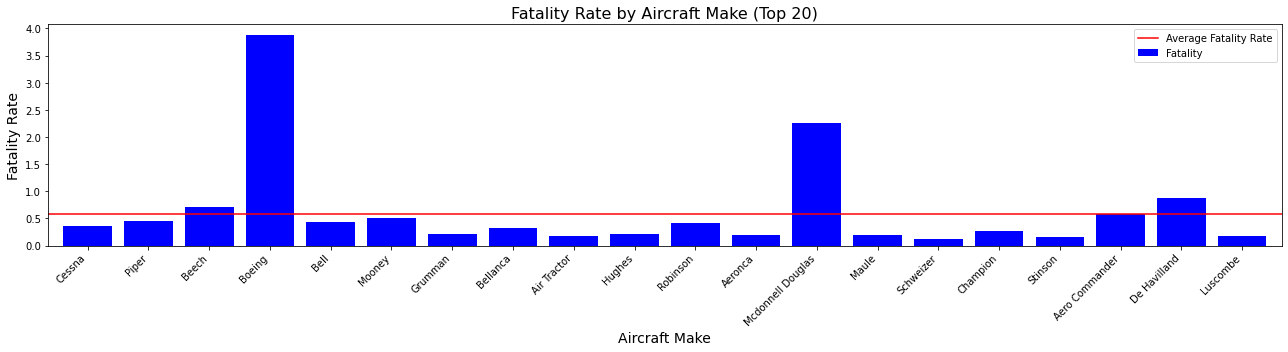 Fatality Rate by Aircraft Make (Top 20)
Average Fatality Rate
Fatality
Fatality Rate
4.0
3.5
3.0
2.5
2.0
1.5
1.0
0.5
0.0
Cessna
Piper
Beech
Boeing
Bell
Mooney
Grumman
Bellanca
Air Tractor
Hughes
Robinson
Aeronca
Mcdonnell Douglas
Maule
Schweizer
Champion
Stinson
Aero Commander
De Havilland
Luscombe
Aircraft Make